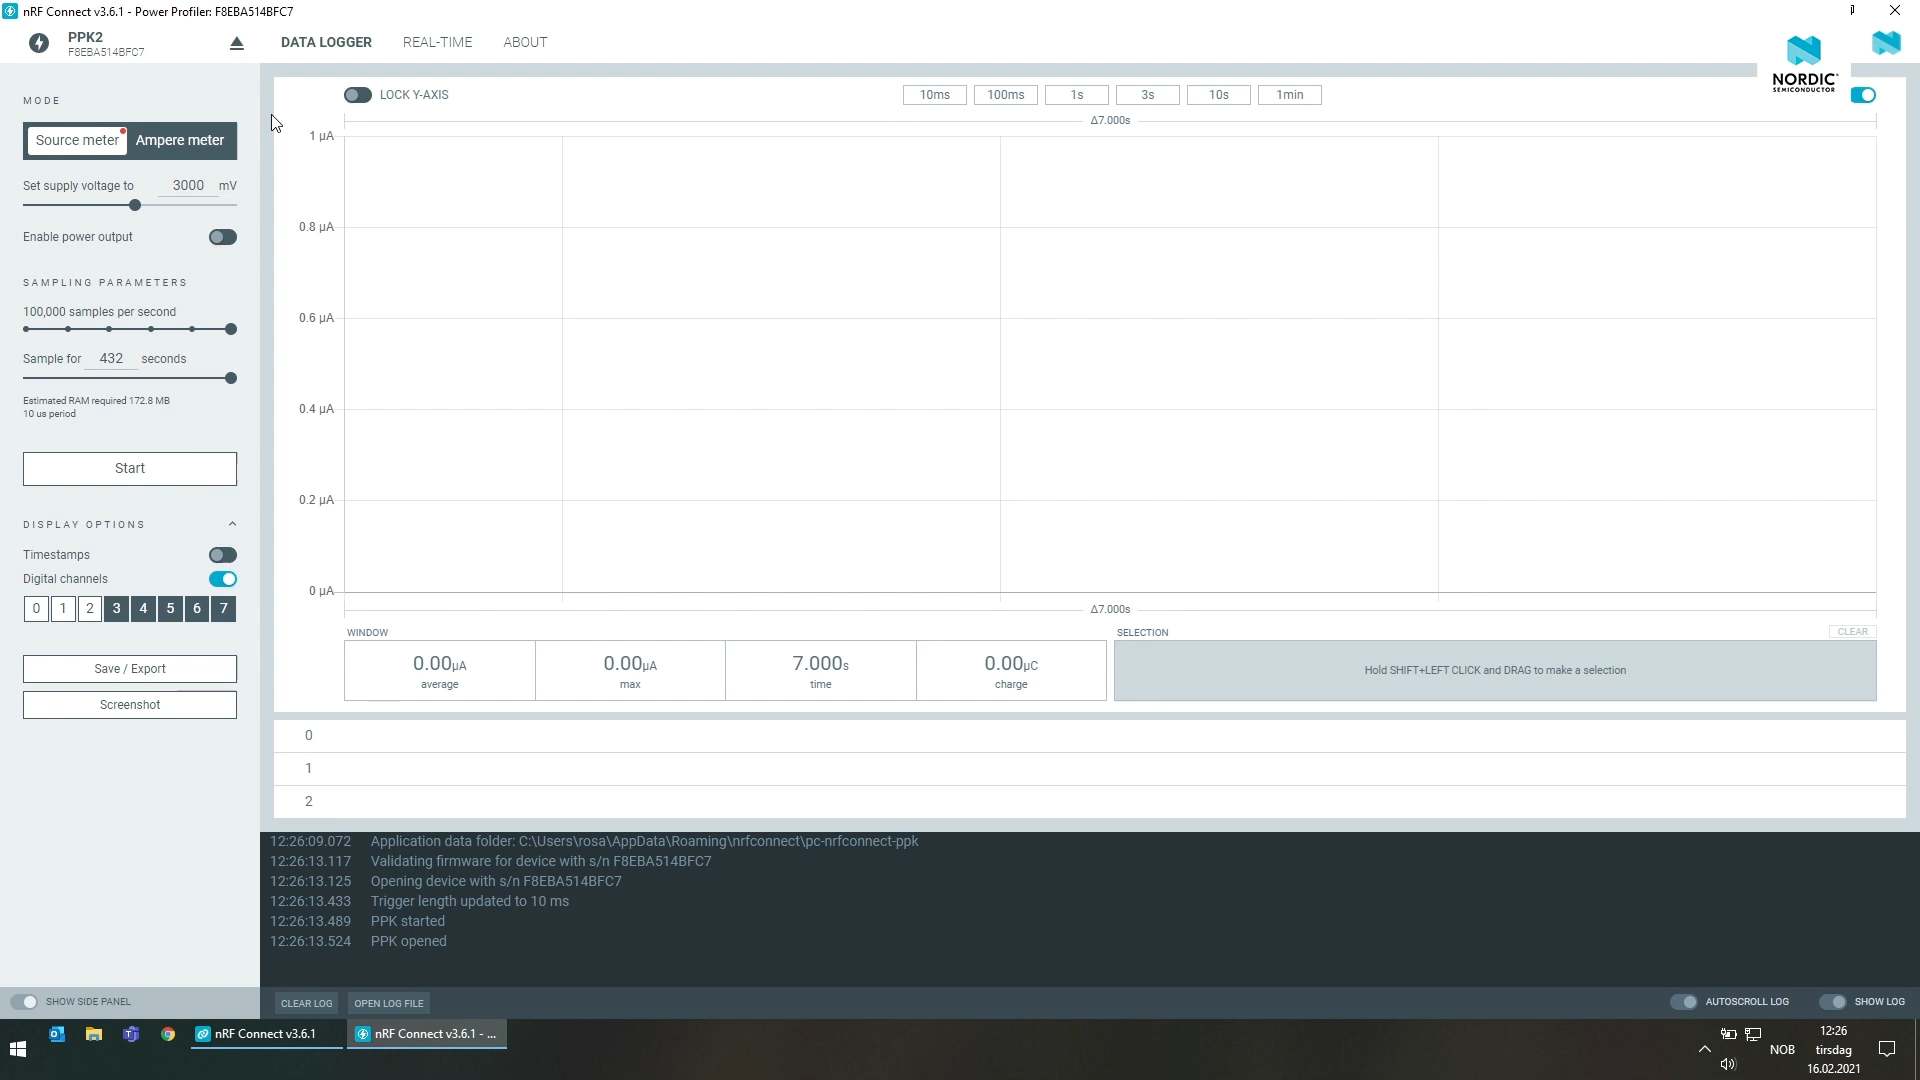 nRF Connect v3.6.1 - Power Profiler: F8EBA514BFC7
PPK2
F8EBA514BFC7
DATA LOGGER
REAL-TIME
ABOUT
NORDIC
SEMICONDUCTOR
MODE
Source meter
Ampere meter
Set supply voltage to 3000 mV
Enable power output
SAMPLING PARAMETERS
100,000 samples per second
Sample for 432 seconds
Estimated RAM required 172.8 MB
10 us period
Start
DISPLAY OPTIONS
Timestamps
Digital channels
0 1 2 3 4 5 6 7
Save / Export
Screenshot
SHOW SIDE PANEL
LOCK Y-AXIS
10ms 100ms 1s 3s 10s 1min
Δ7.000s
1 µA
0.8 µA
0.6 µA
0.4 µA
0.2 µA
0 µA
Δ7.000s
WINDOW
0.00µA
average
0.00µA
max
7.000s
time
0.00µC
charge
SELECTION
CLEAR
Hold SHIFT+LEFT CLICK and DRAG to make a selection
0
1
2
12:26:09.072 Application data folder: C:\Users\rosa\AppData\Roaming\nrfconnect\pc-nrfconnect-ppk
12:26:13.117 Validating firmware for device with s/n F8EBA514BFC7
12:26:13.125 Opening device with s/n F8EBA514BFC7
12:26:13.433 Trigger length updated to 10 ms
12:26:13.489 PPK started
12:26:13.524 PPK opened
CLEAR LOG
OPEN LOG FILE
AUTOSCROLL LOG
SHOW LOG
nRF Connect v3.6.1
nRF Connect v3.6.1 - ...
NOB
12:26
tirsdag
16.02.2021